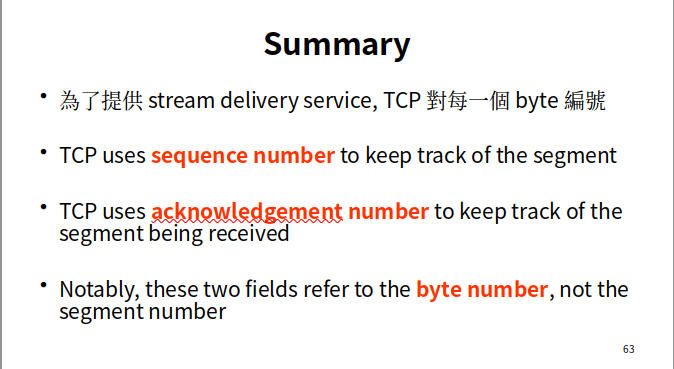 Summary
• 為了提供 stream delivery service, TCP 對每一個 byte 編號
• TCP uses sequence number to keep track of the segment
• TCP uses acknowledgement number to keep track of the
segment being received
• Notably, these two fields refer to the byte number, not the
segment number
63